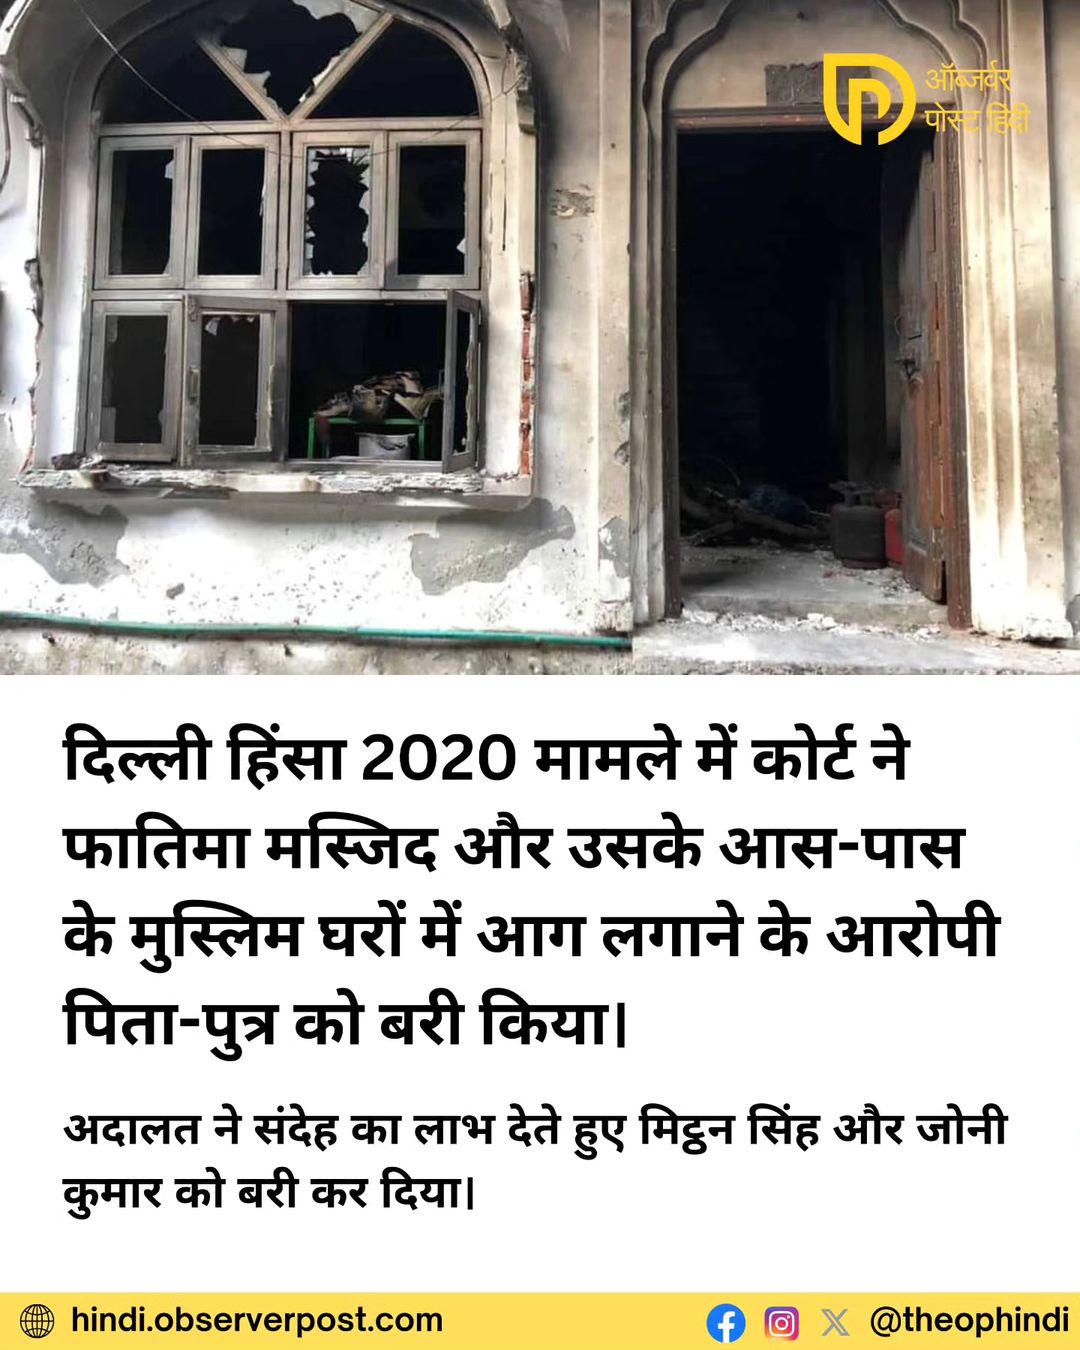 ऑब्जर्वर
पोस्ट हिंदी
दिल्ली हिंसा 2020 मामले में कोर्ट ने
फातिमा मस्जिद और उसके आस-पास
के मुस्लिम घरों में आग लगाने के आरोपी
पिता-पुत्र को बरी किया।
अदालत ने संदेह का लाभ देते हुए मिट्ठन सिंह और जोनी
कुमार को बरी कर दिया।
hindi.observerpost.com
@theophindi